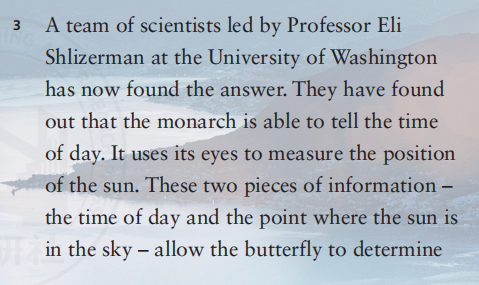 3 A team of scientists led by Professor Eli
Shlizerman at the University of Washington
has now found the answer. They have found
out that the monarch is able to tell the time
of day. It uses its eyes to measure the position
of the sun. These two pieces of information –
the time of day and the point where the sun is
in the sky – allow the butterfly to determine